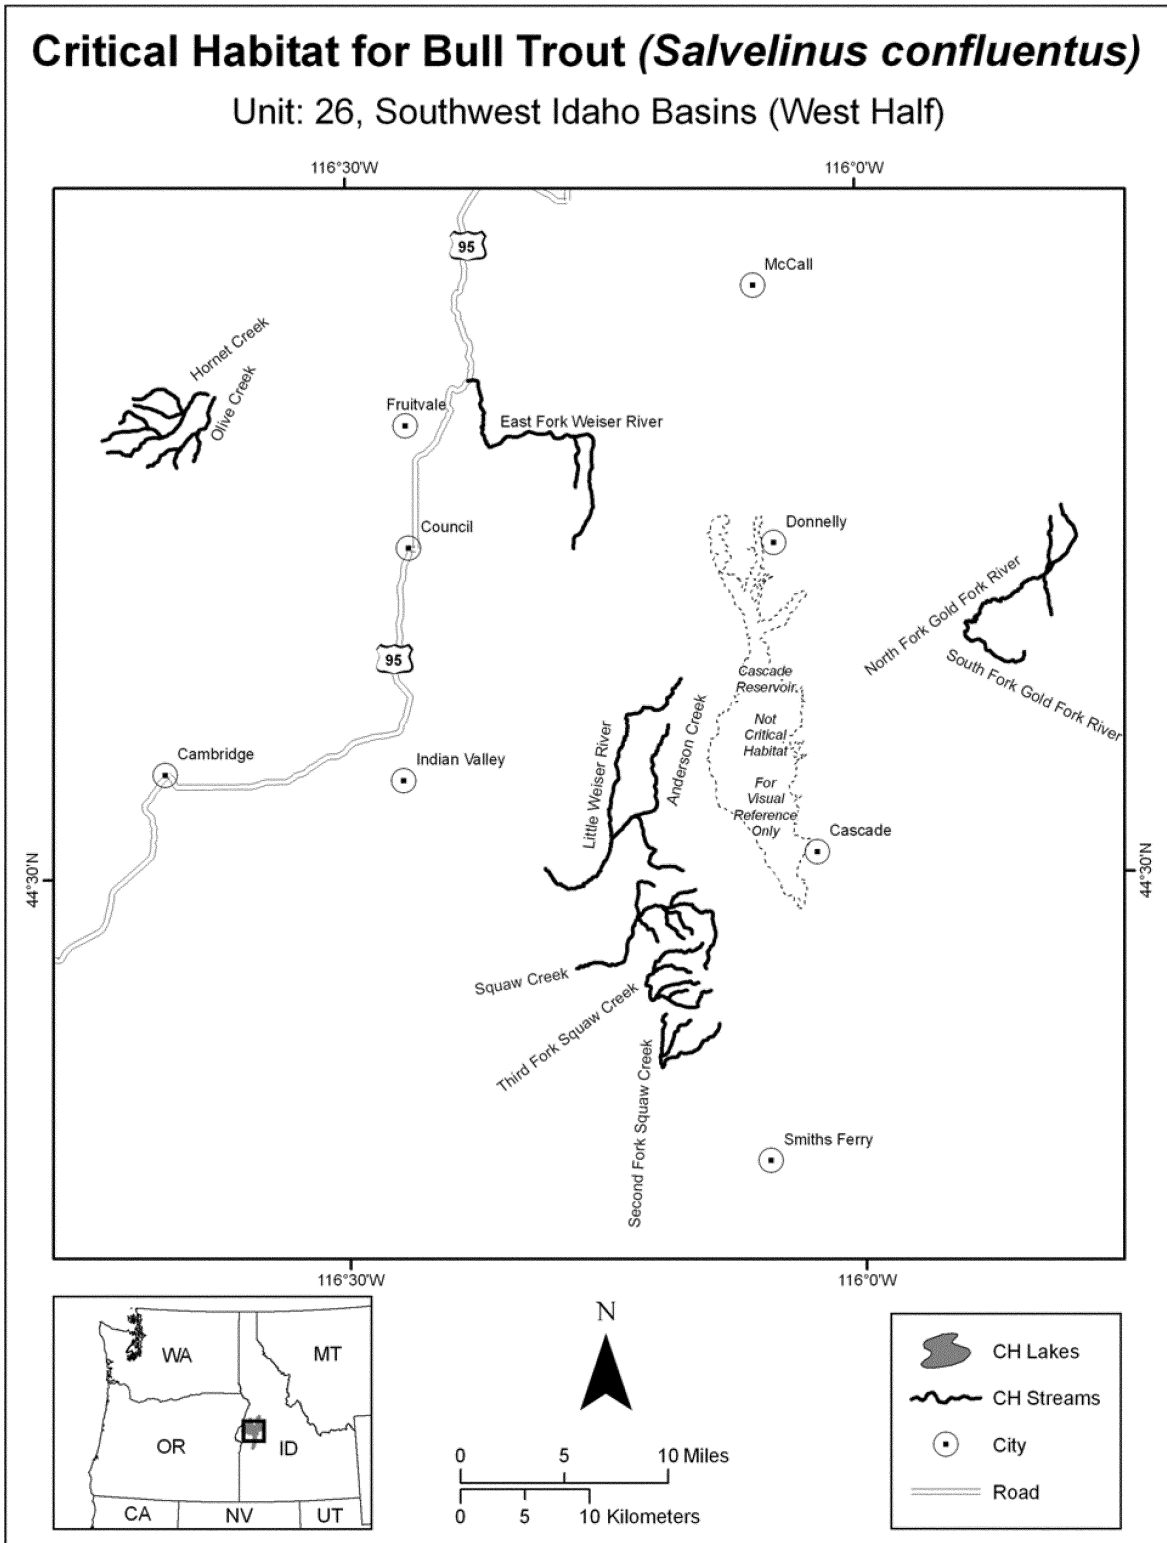 Critical Habitat for Bull Trout (Salvelinus confluentus)
Unit: 26, Southwest Idaho Basins (West Half)
116°30'W
116°0'W
95
McCall
Hornet Creek
Olive Creek
Fruitvale
East Fork Weiser River
Council
Donnelly
North Fork Gold Fork River
South Fork Gold Fork River
95
Cascade
Reservoir
Not
Critical
Habitat
For
Visual
Reference
Only
Anderson Creek
Little Weiser River
Cambridge
Indian Valley
Cascade
44°30'N
44°30'N
Squaw Creek
Third Fork Squaw Creek
Second Fork Squaw Creek
Smiths Ferry
116°30'W
116°0'W
WA
MT
OR
ID
CA
NV
UT
N
0 5 10 Miles
0 5 10 Kilometers
CH Lakes
CH Streams
City
Road